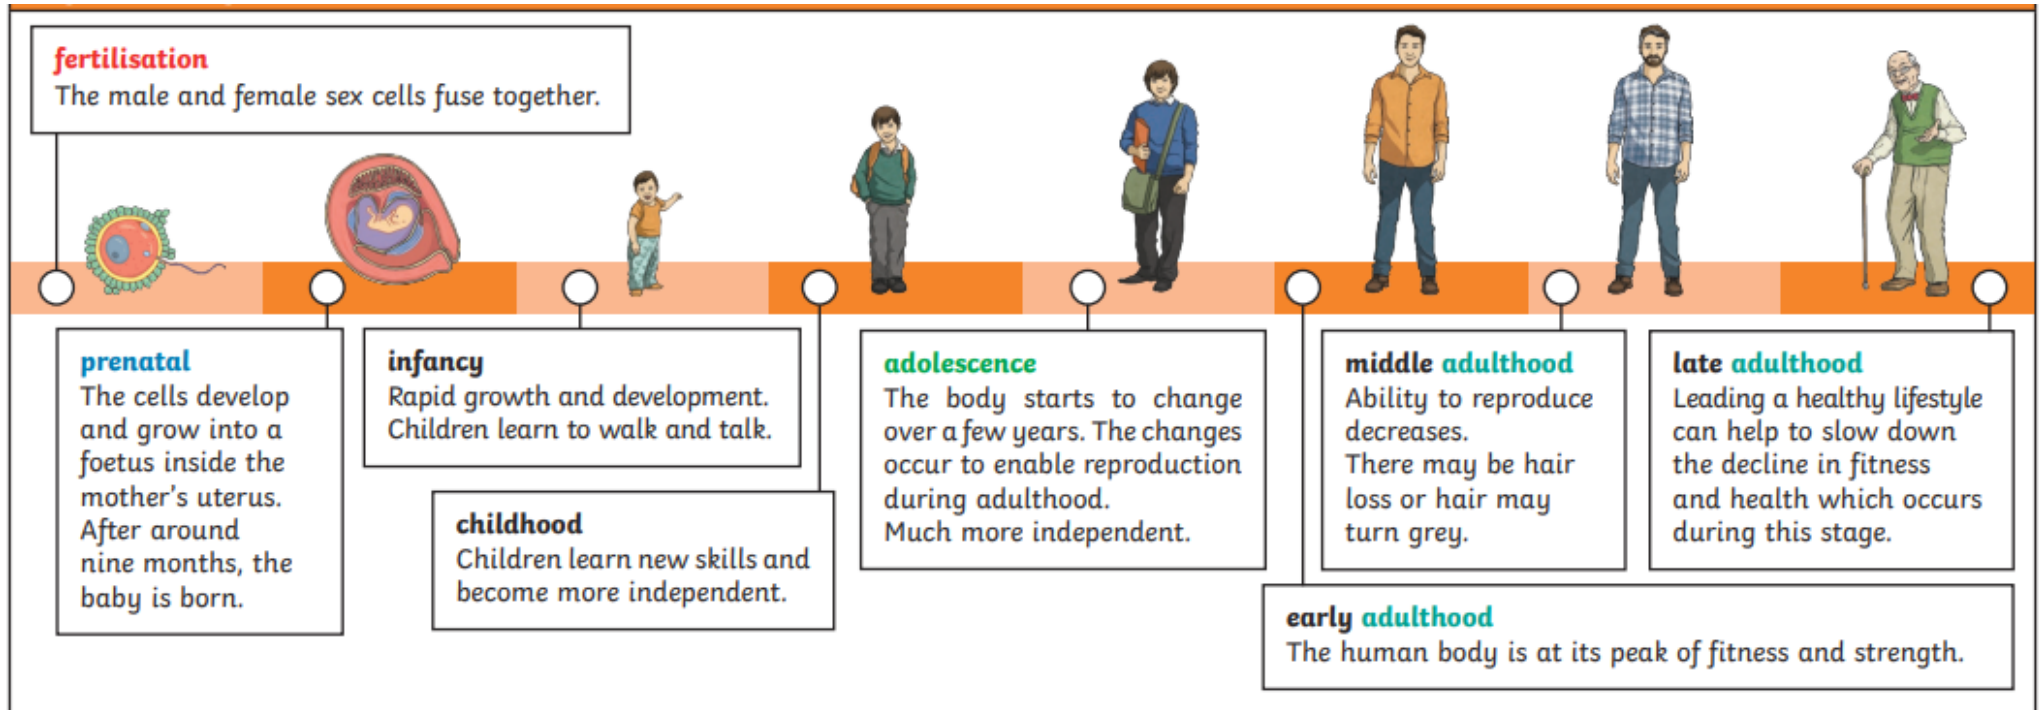 fertilisation
The male and female sex cells fuse together.
prenatal
The cells develop
and grow into a
foetus inside the
mother's uterus.
After around
nine months, the
baby is born.
infancy
Rapid growth and development.
Children learn to walk and talk.
childhood
Children learn new skills and
become more independent.
adolescence
The body starts to change
over a few years. The changes
occur to enable reproduction
during adulthood.
Much more independent.
early adulthood
The human body is at its peak of fitness and strength.
middle adulthood
Ability to reproduce
decreases.
There may be hair
loss or hair may
turn grey.
late adulthood
Leading a healthy lifestyle
can help to slow down
the decline in fitness
and health which occurs
during this stage.